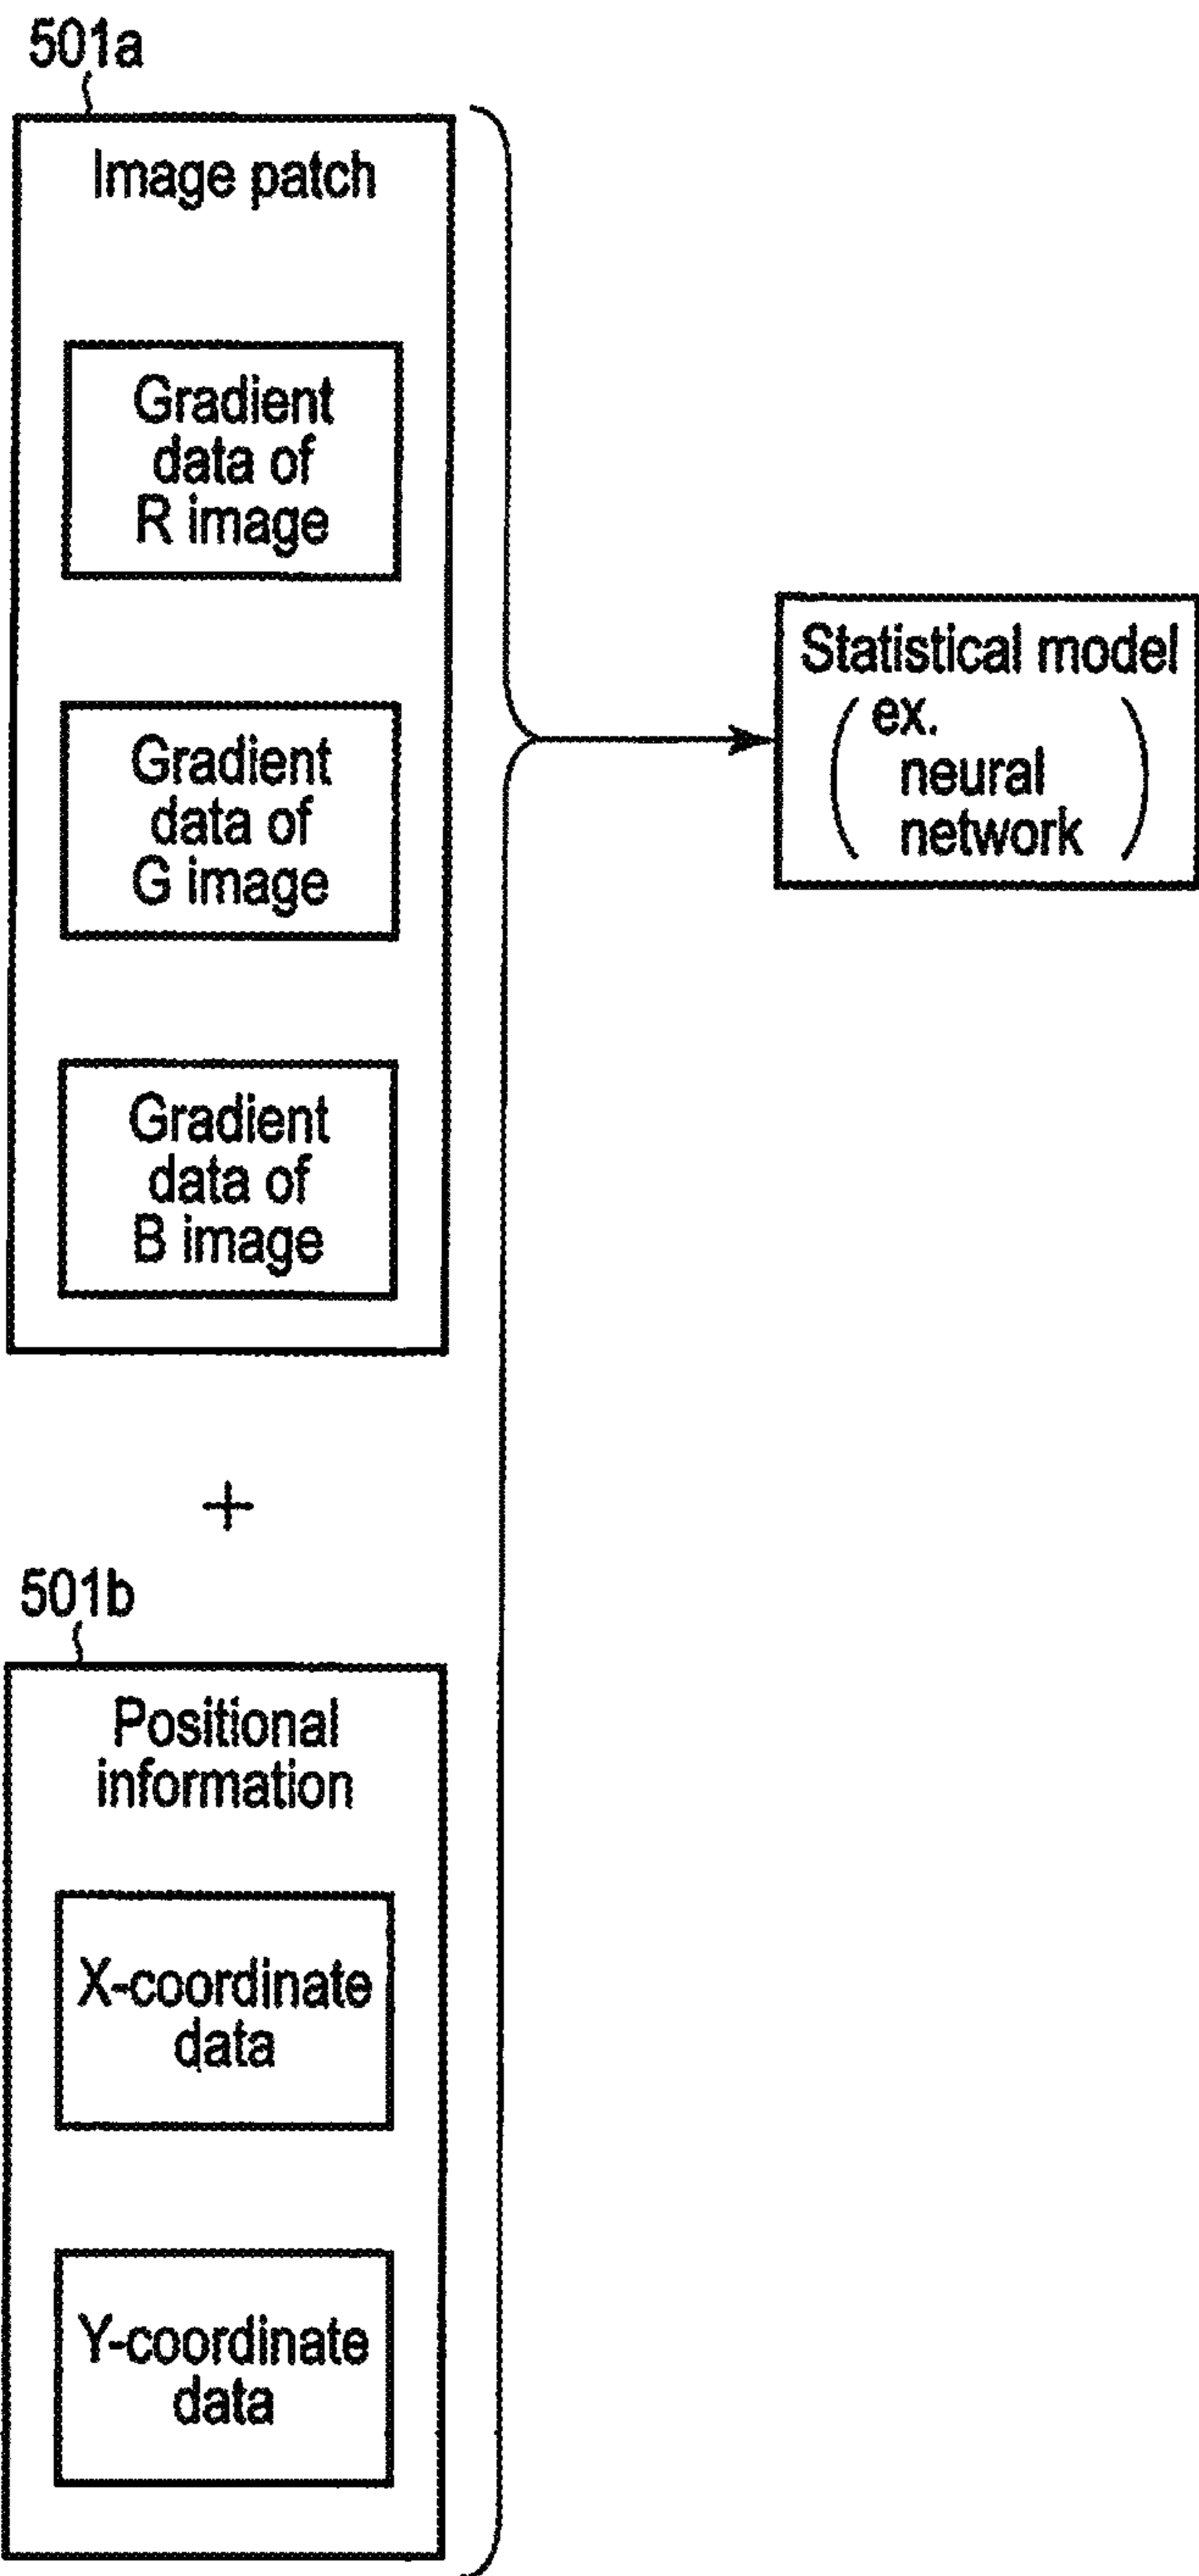 501a
Image patch
Gradient
data of
R image
Gradient
data of
G image
Gradient
data of
B image
+
501b
Positional
information
X-coordinate
data
Y-coordinate
data
Statistical model
( ex.
neural
network )